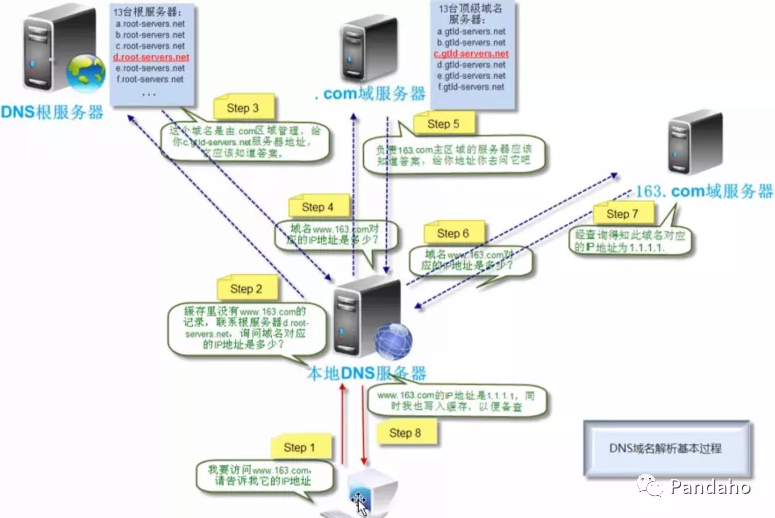 13台根服务器：
a.root-servers.net
b.root-servers.net
c.root-servers.net
d.root-servers.net
e.root-servers.net
f.root-servers.net
...
DNS根服务器
13台顶级域名
服务器：
a.gtld-servers.net
b.gtld-servers.net
c.gtld-servers.net
d.gtld-servers.net
e.gtld-servers.net
f.gtld-servers.net
.com域服务器
Step 3
这个域名是由.com区域管理，给
你c.gtld-servers.net服务器地址，
它应该知道答案。
Step 5
负责163.com主区域的服务器应该
知道答案，给你地址你去问它吧
163.com域服务器
Step 4
域名www.163.com对
应的IP地址是多少？
Step 6
域名www.163.com对
应的IP地址是多少？
Step 7
经查询得知此域名对应
的IP地址为1.1.1.1.
Step 2
缓存里没有www.163.com的
记录，联系根服务器d.root-
servers.net，询问域名对应
的IP地址是多少？
本地DNS服务器
www.163.com的IP地址是1.1.1.1，同
时我也写入缓存，以便备查
Step 8
Step 1
我要访问www.163.com，
请告诉我它的IP地址
DNS域名解析基本过程
Pandaho